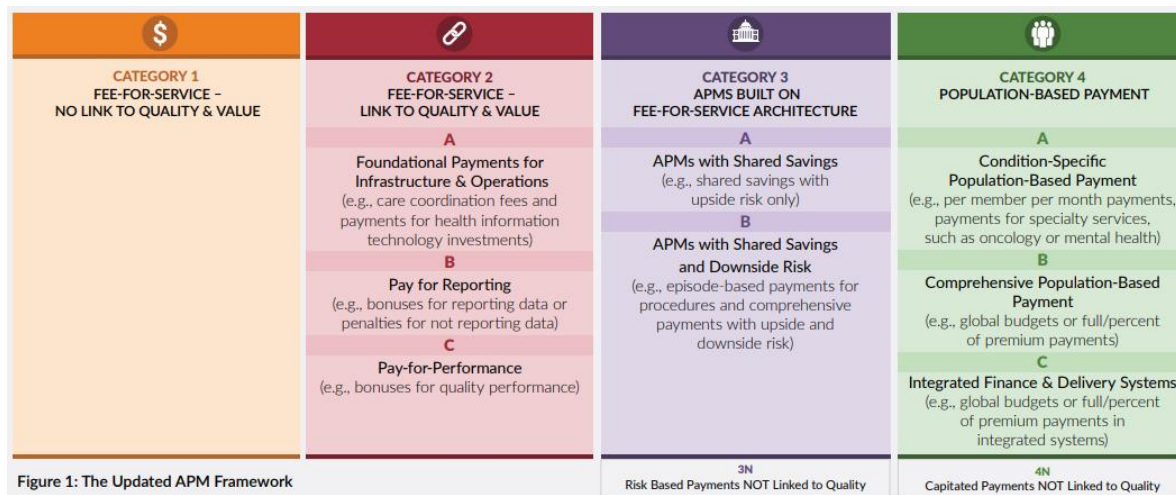 $
CATEGORY 1
FEE-FOR-SERVICE –
NO LINK TO QUALITY & VALUE
CATEGORY 2
FEE-FOR-SERVICE –
LINK TO QUALITY & VALUE
A
Foundational Payments for
Infrastructure & Operations
(e.g., care coordination fees and
payments for health information
technology investments)
B
Pay for Reporting
(e.g., bonuses for reporting data or
penalties for not reporting data)
C
Pay-for-Performance
(e.g., bonuses for quality performance)
CATEGORY 3
APMS BUILT ON
FEE-FOR-SERVICE ARCHITECTURE
A
APMs with Shared Savings
(e.g., shared savings with
upside risk only)
B
APMs with Shared Savings
and Downside Risk
(e.g., episode-based payments for
procedures and comprehensive
payments with upside and
downside risk)
3N
Risk Based Payments NOT Linked to Quality
CATEGORY 4
POPULATION-BASED PAYMENT
A
Condition-Specific
Population-Based Payment
(e.g., per member per month payments,
payments for specialty services,
such as oncology or mental health)
B
Comprehensive Population-Based
Payment
(e.g., global budgets or full/percent
of premium payments)
C
Integrated Finance & Delivery Systems
(e.g., global budgets or full/percent
of premium payments in
integrated systems)
4N
Capitated Payments NOT Linked to Quality
Figure 1: The Updated APM Framework